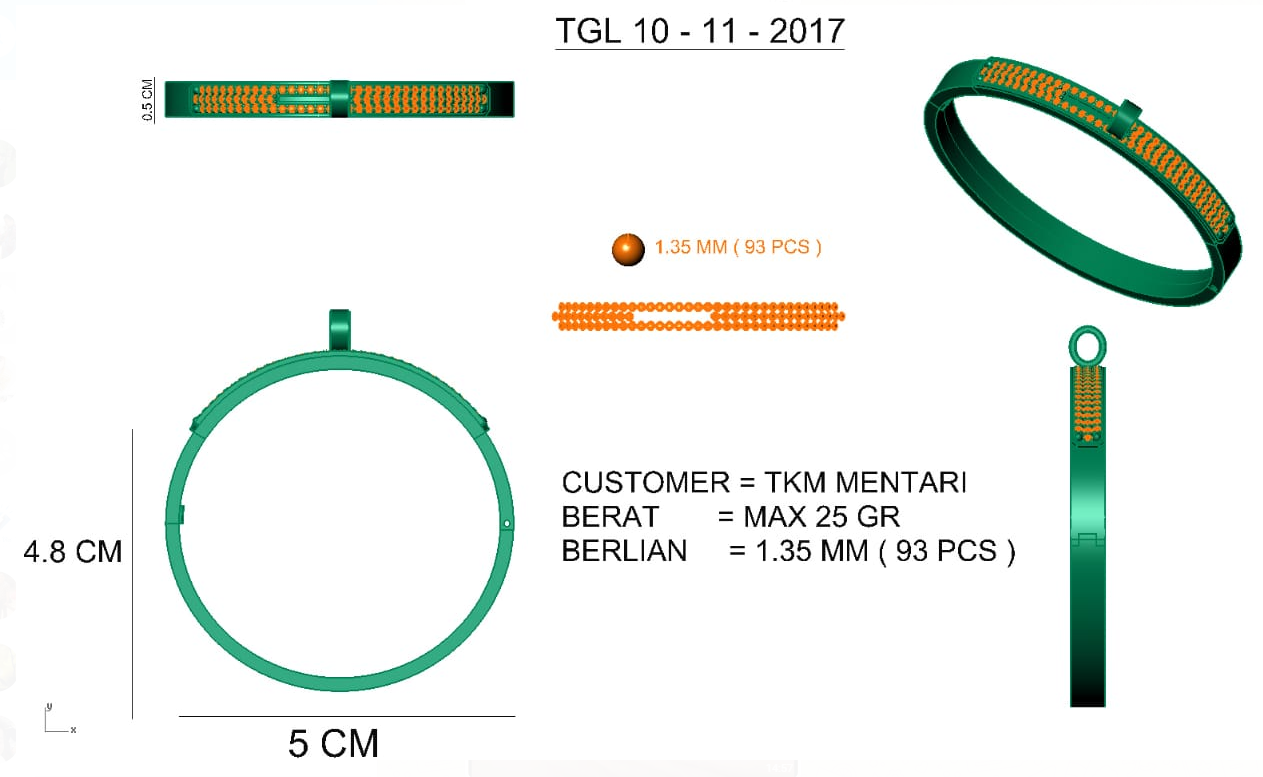 TGL 10 - 11 - 2017
0.5 CM
1.35 MM ( 93 PCS )
CUSTOMER = TKM MENTARI
BERAT = MAX 25 GR
BERLIAN = 1.35 MM ( 93 PCS )
4.8 CM
5 CM
y
x